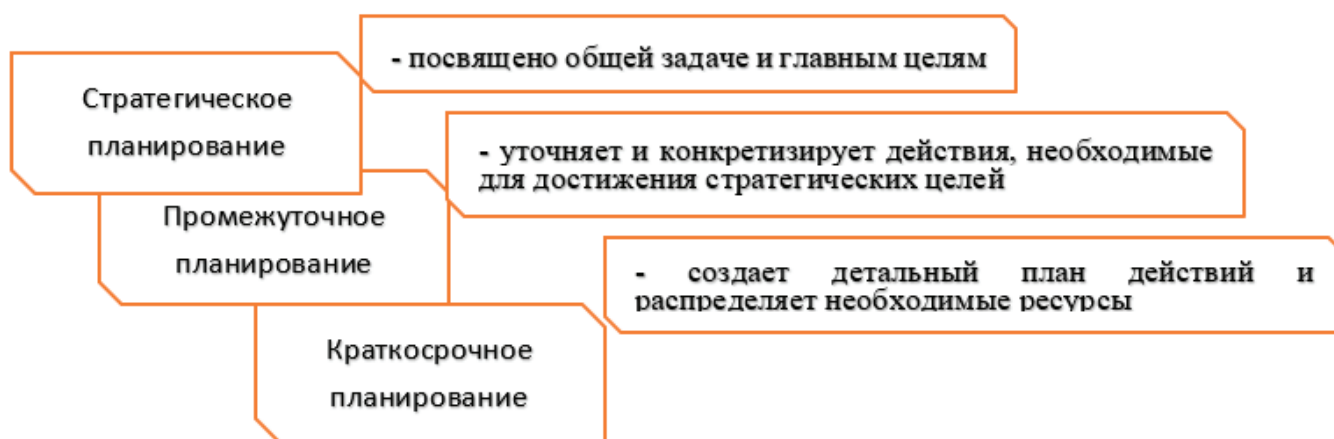 Стратегическое
планирование
- посвящено общей задаче и главным целям
Промежуточное
планирование
- уточняет и конкретизирует действия, необходимые
для достижения стратегических целей
Краткосрочное
планирование
- создает детальный план действий и
распределяет необходимые ресурсы